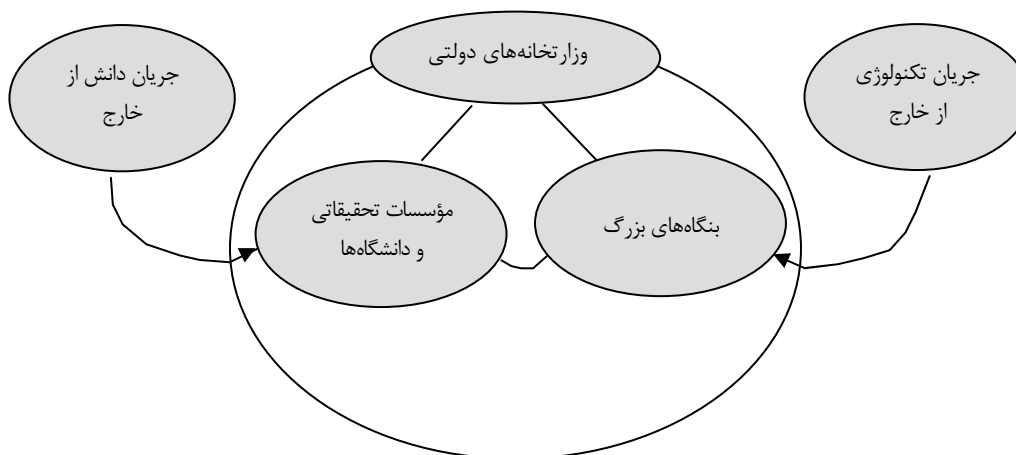 وزارتخانه‌های دولتی
جریان تکنولوژی
از خارج
جریان دانش از
خارج
بنگاه‌های بزرگ
مؤسسات تحقیقاتی
و دانشگاه‌ها